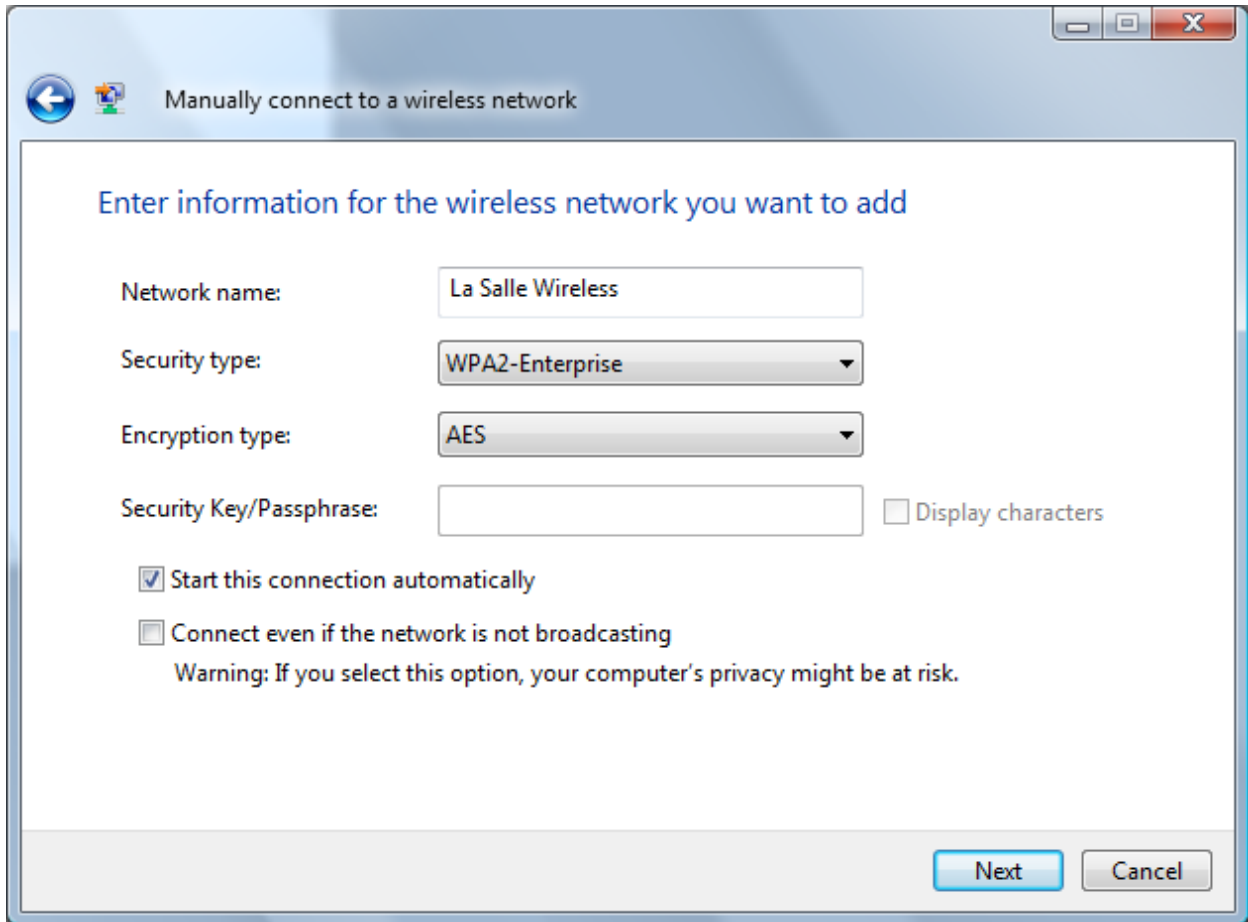 Manually connect to a wireless network
Enter information for the wireless network you want to add
Network name: La Salle Wireless
Security type: WPA2-Enterprise
Encryption type: AES
Security Key/Passphrase: Display characters
Start this connection automatically
Connect even if the network is not broadcasting
Warning: If you select this option, your computer's privacy might be at risk.
Next Cancel